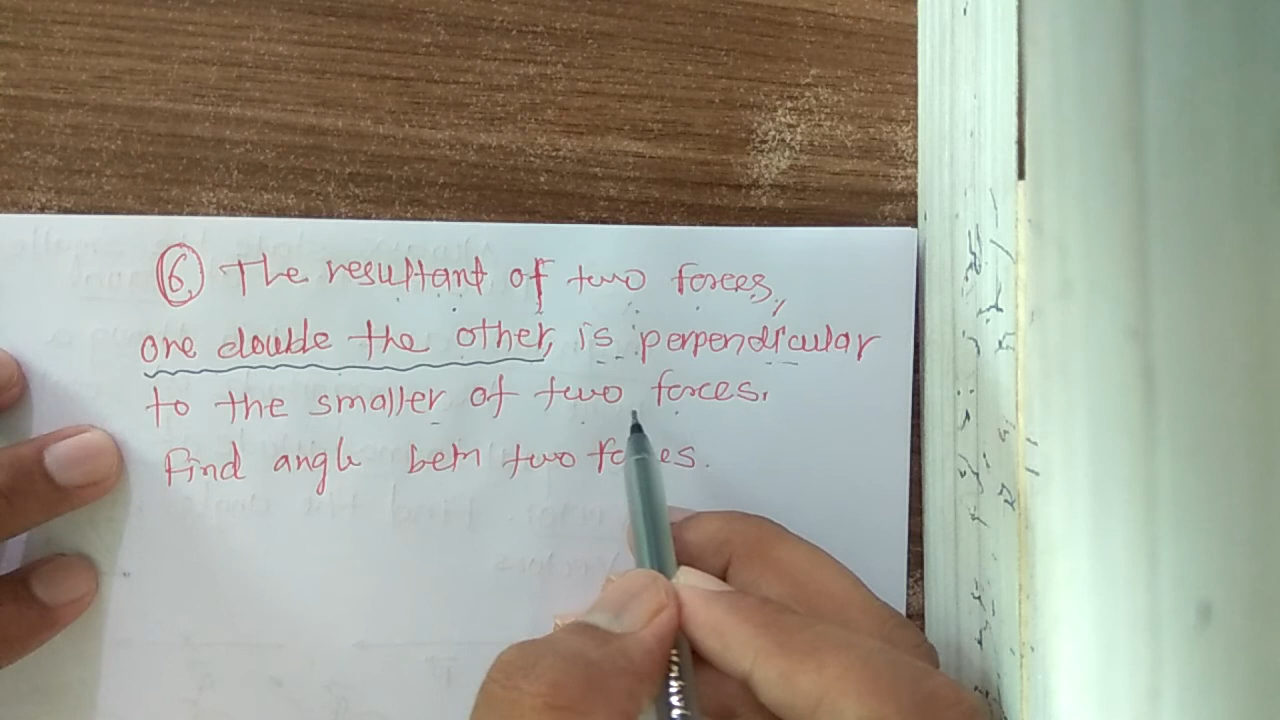 6. The resultant of two forces,
one double the other, is perpendicular
to the smaller of two forces.
Find angle betn two forces.